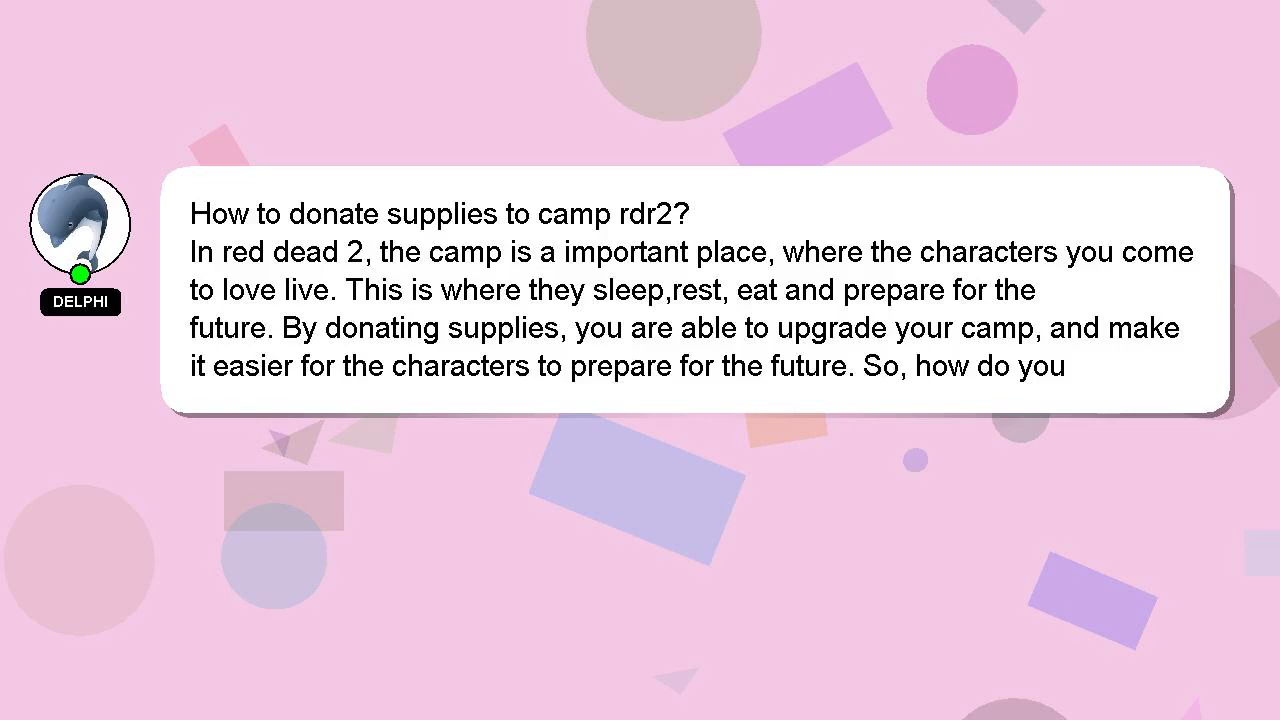 How to donate supplies to camp rdr2?
In red dead 2, the camp is a important place, where the characters you come
to love live. This is where they sleep,rest, eat and prepare for the
future. By donating supplies, you are able to upgrade your camp, and make
it easier for the characters to prepare for the future. So, how do you
DELPHI